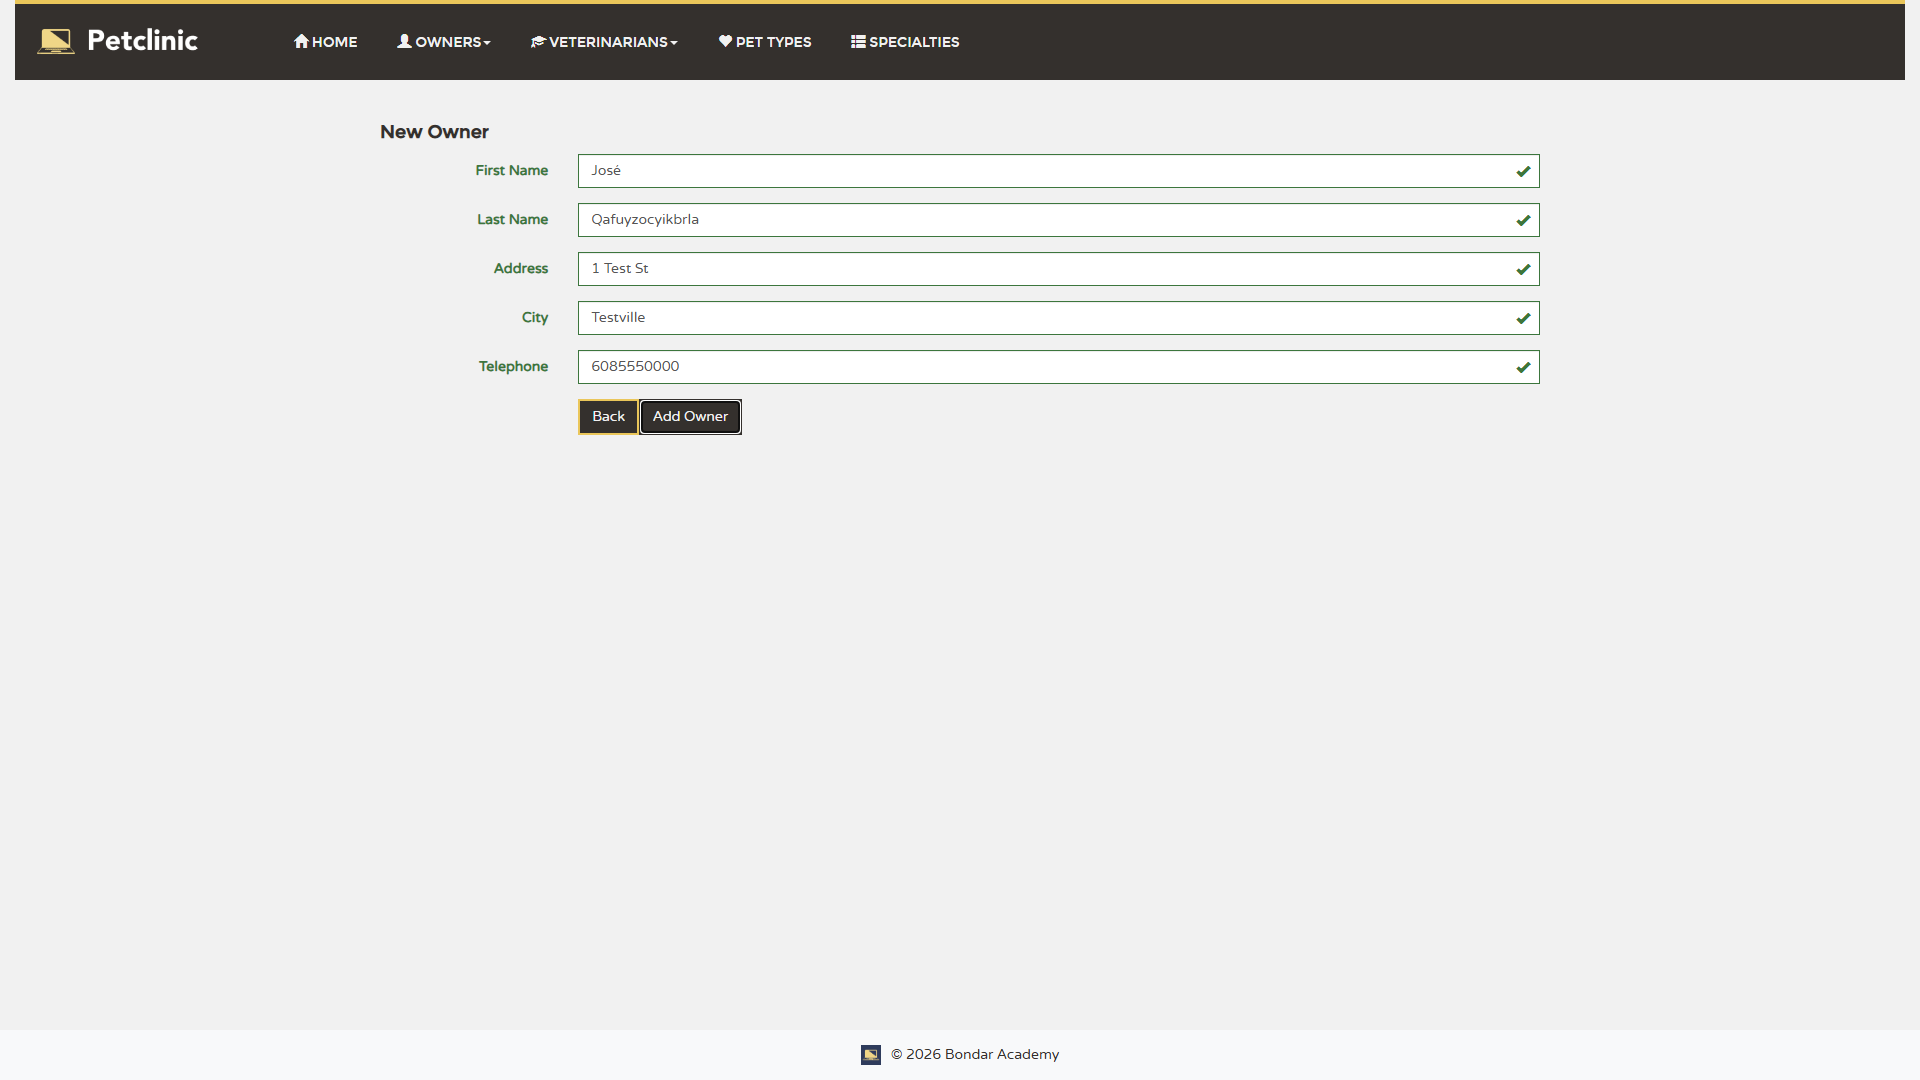 Petclinic
HOME
OWNERS
VETERINARIANS
PET TYPES
SPECIALTIES
New Owner
First Name
José
Last Name
Qafuyzocyikbrla
Address
1 Test St
City
Testville
Telephone
6085550000
Back
Add Owner
© 2026 Bondar Academy